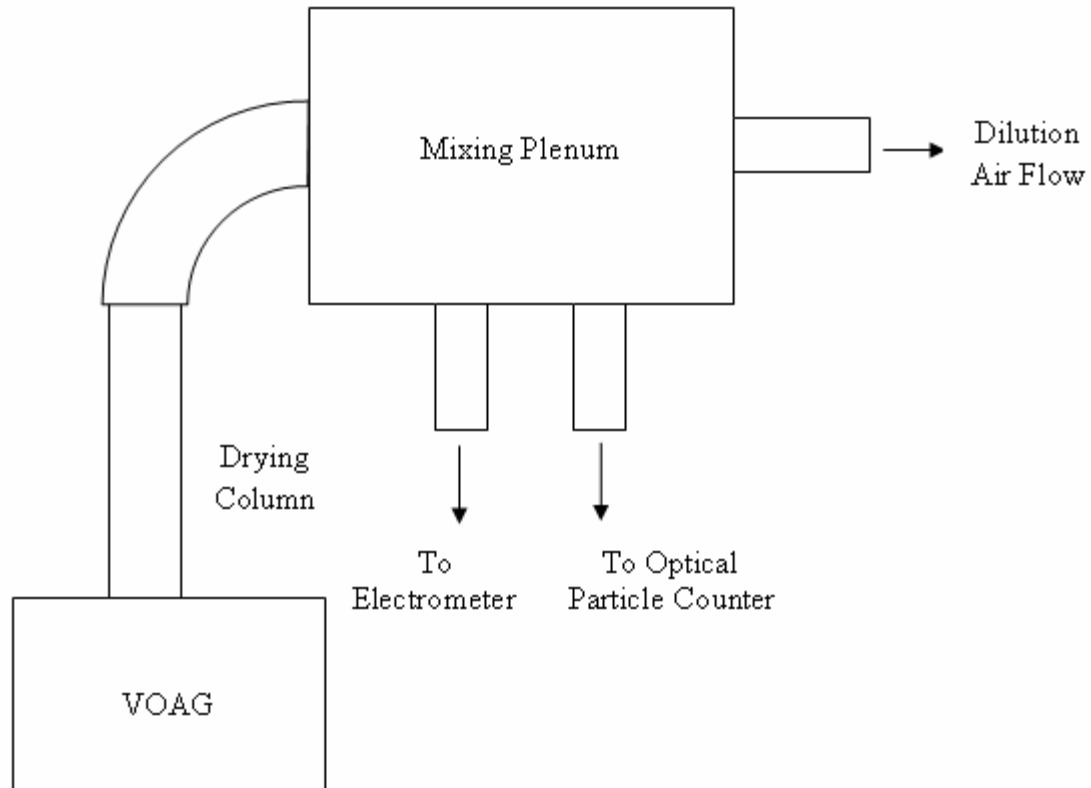 Mixing Plenum
Dilution
Air Flow
Drying
Column
To
Electrometer
To Optical
Particle Counter
VOAG